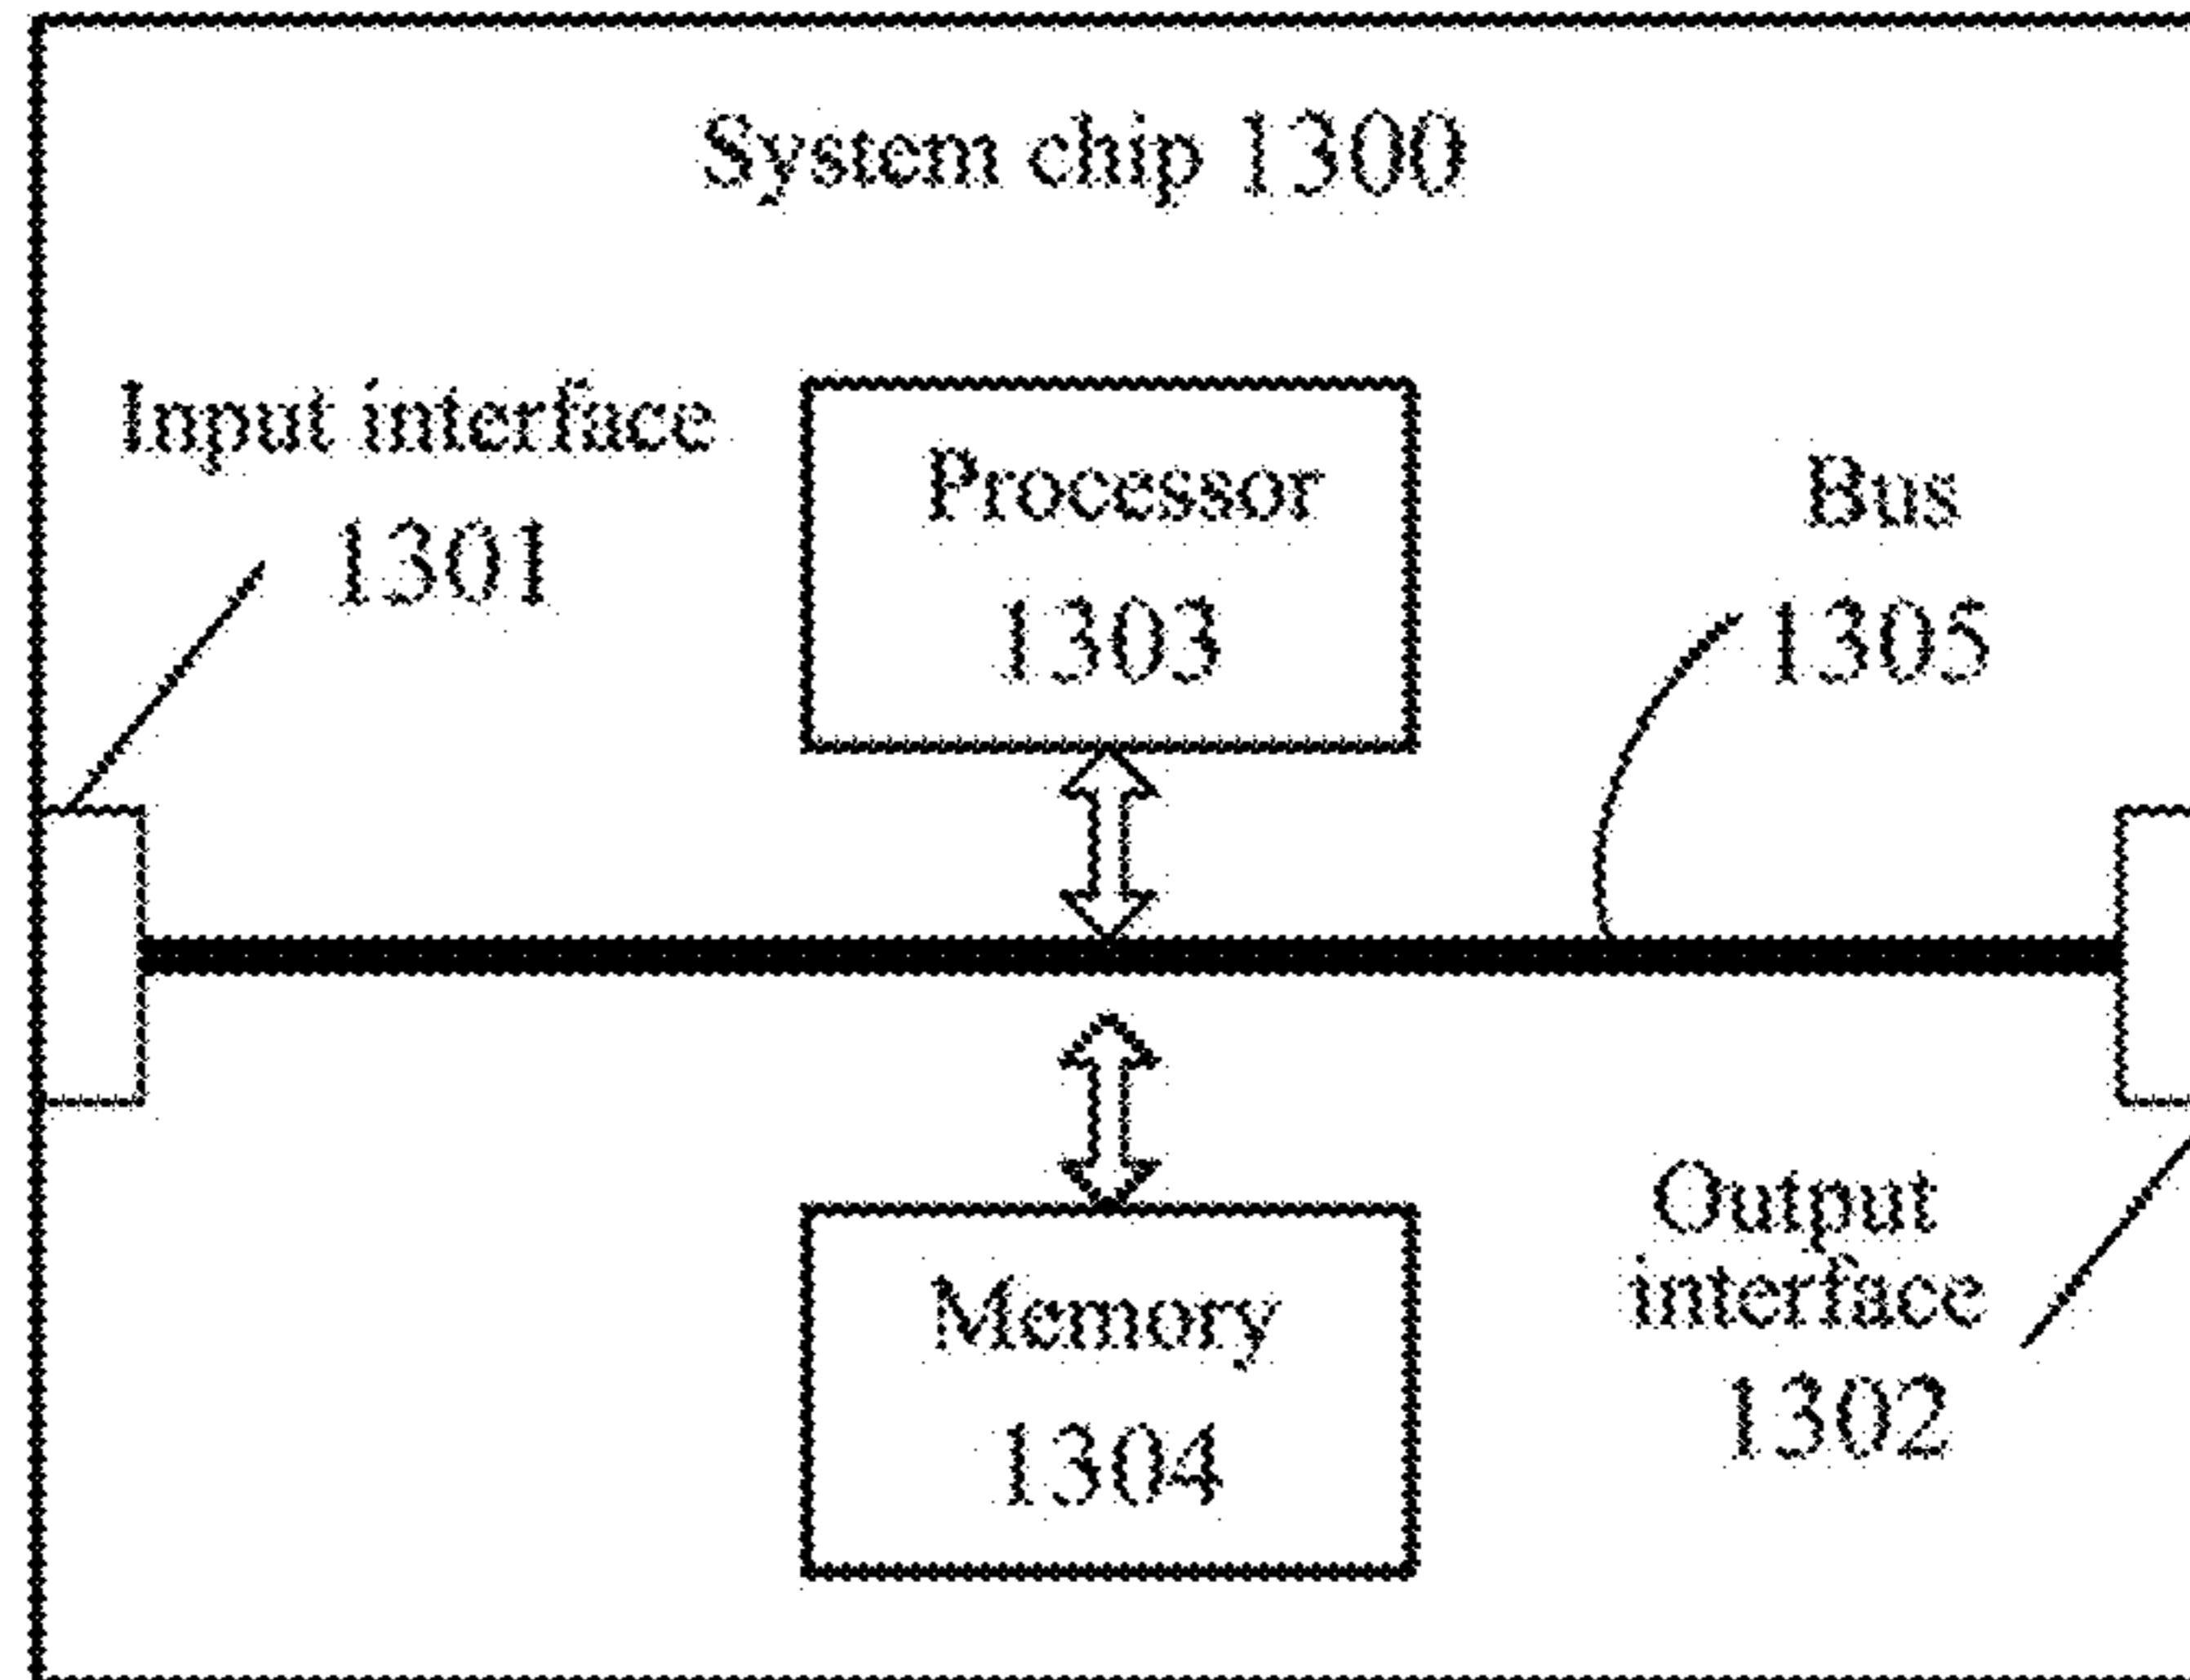 System chip 1300
Input interface
1301
Processor
1303
Bus
1305
Memory
1304
Output
interface
1302